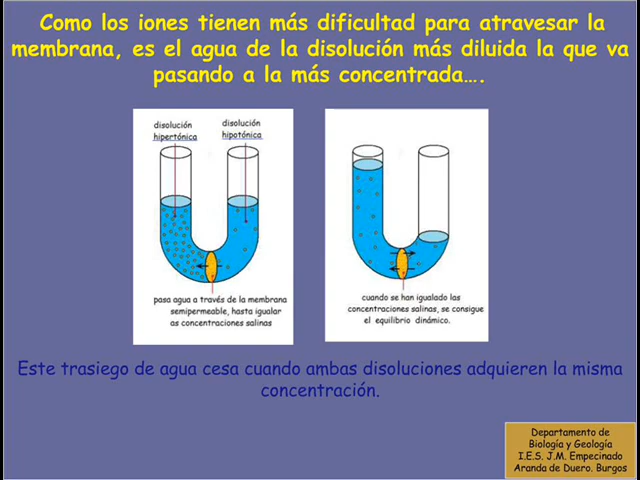 Como los iones tienen más dificultad para atravesar la
membrana, es el agua de la disolución más diluida la que va
pasando a la más concentrada….
disolución
hipertónica
disolución
hipotónica
pasa agua a través de la membrana
semipermeable, hasta igualar
as concentraciones salinas
cuando se han igualado las
concentraciones salinas, se consigue
el equilibrio dinámico.
Este trasiego de agua cesa cuando ambas disoluciones adquieren la misma
concentración.
Departamento de
Biología y Geología
I.E.S. J.M. Empecinado
Aranda de Duero. Burgos